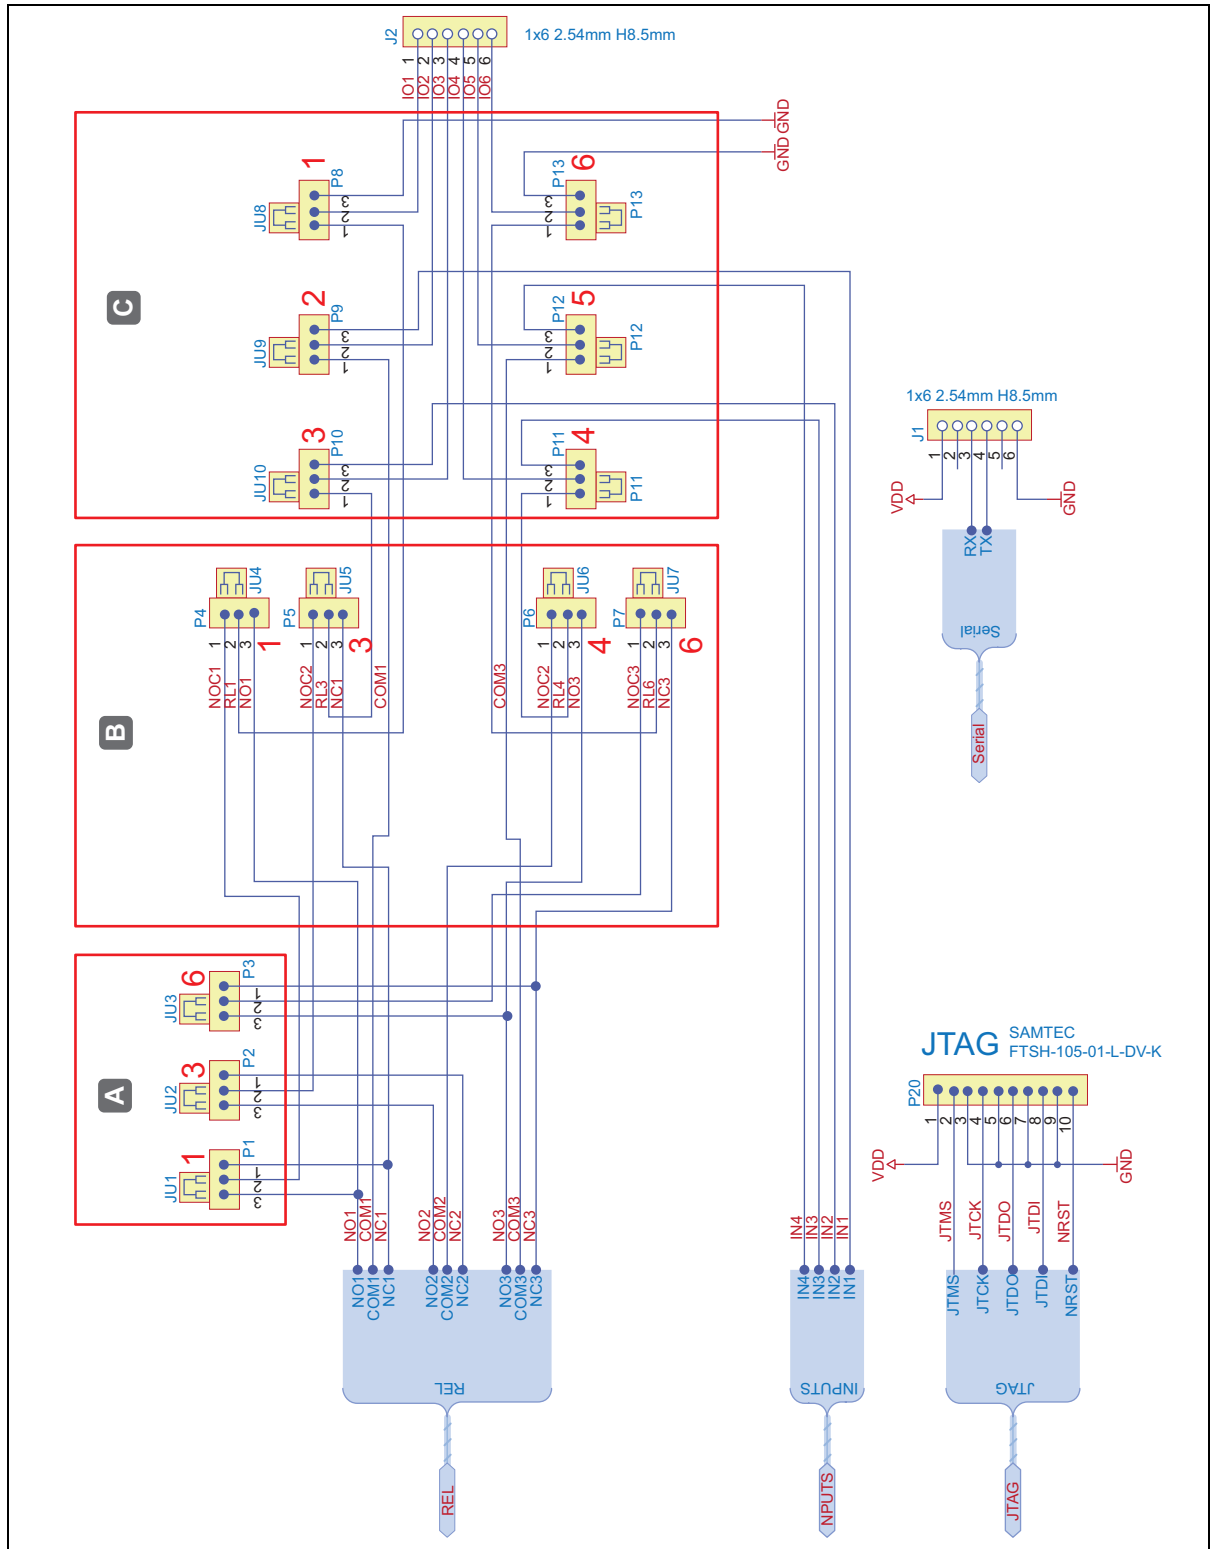 J2
1x6 2.54mm H8.5mm
1
2
3
4
5
6
IO1
IO2
IO3
IO4
IO5
IO6
GND
GND
C
JU8
1
P8
3
2
1
P13
6
3
2
1
P13
JU9
2
P9
3
2
1
P12
5
3
2
1
P12
JU10
3
P10
3
2
1
P11
4
3
2
1
P11
1x6 2.54mm H8.5mm
J1
1
2
3
4
5
6
VDD
GND
RX
TX
Serial
Serial
B
P4
JU4
1
2
3
1
NOC1
RL1
NO1
P5
JU5
1
2
3
3
NOC2
RL3
NC1
COM1
COM3
P6
JU6
1
2
3
4
NOC2
RL4
NO3
P7
JU7
1
2
3
6
NOC3
RL6
NC3
A
JU3
6
P3
1
2
3
JU2
3
P2
1
2
3
JU1
1
P1
1
2
3
NO1
COM1
NC1
NO2
COM2
NC2
NO3
COM3
NC3
NO1
COM1
NC1
NO2
COM2
NC2
NO3
COM3
NC3
REL
REL
IN4
IN3
IN2
IN1
IN4
IN3
IN2
IN1
INPUTS
NPUTS
JTAG
SAMTEC
FTSH-105-01-L-DV-K
P20
1
2
3
4
5
6
7
8
9
10
VDD
GND
JTMS
JTCK
JTDO
JTDI
NRST
JTMS
JTCK
JTDO
JTDI
NRST
JTAG
JTAG